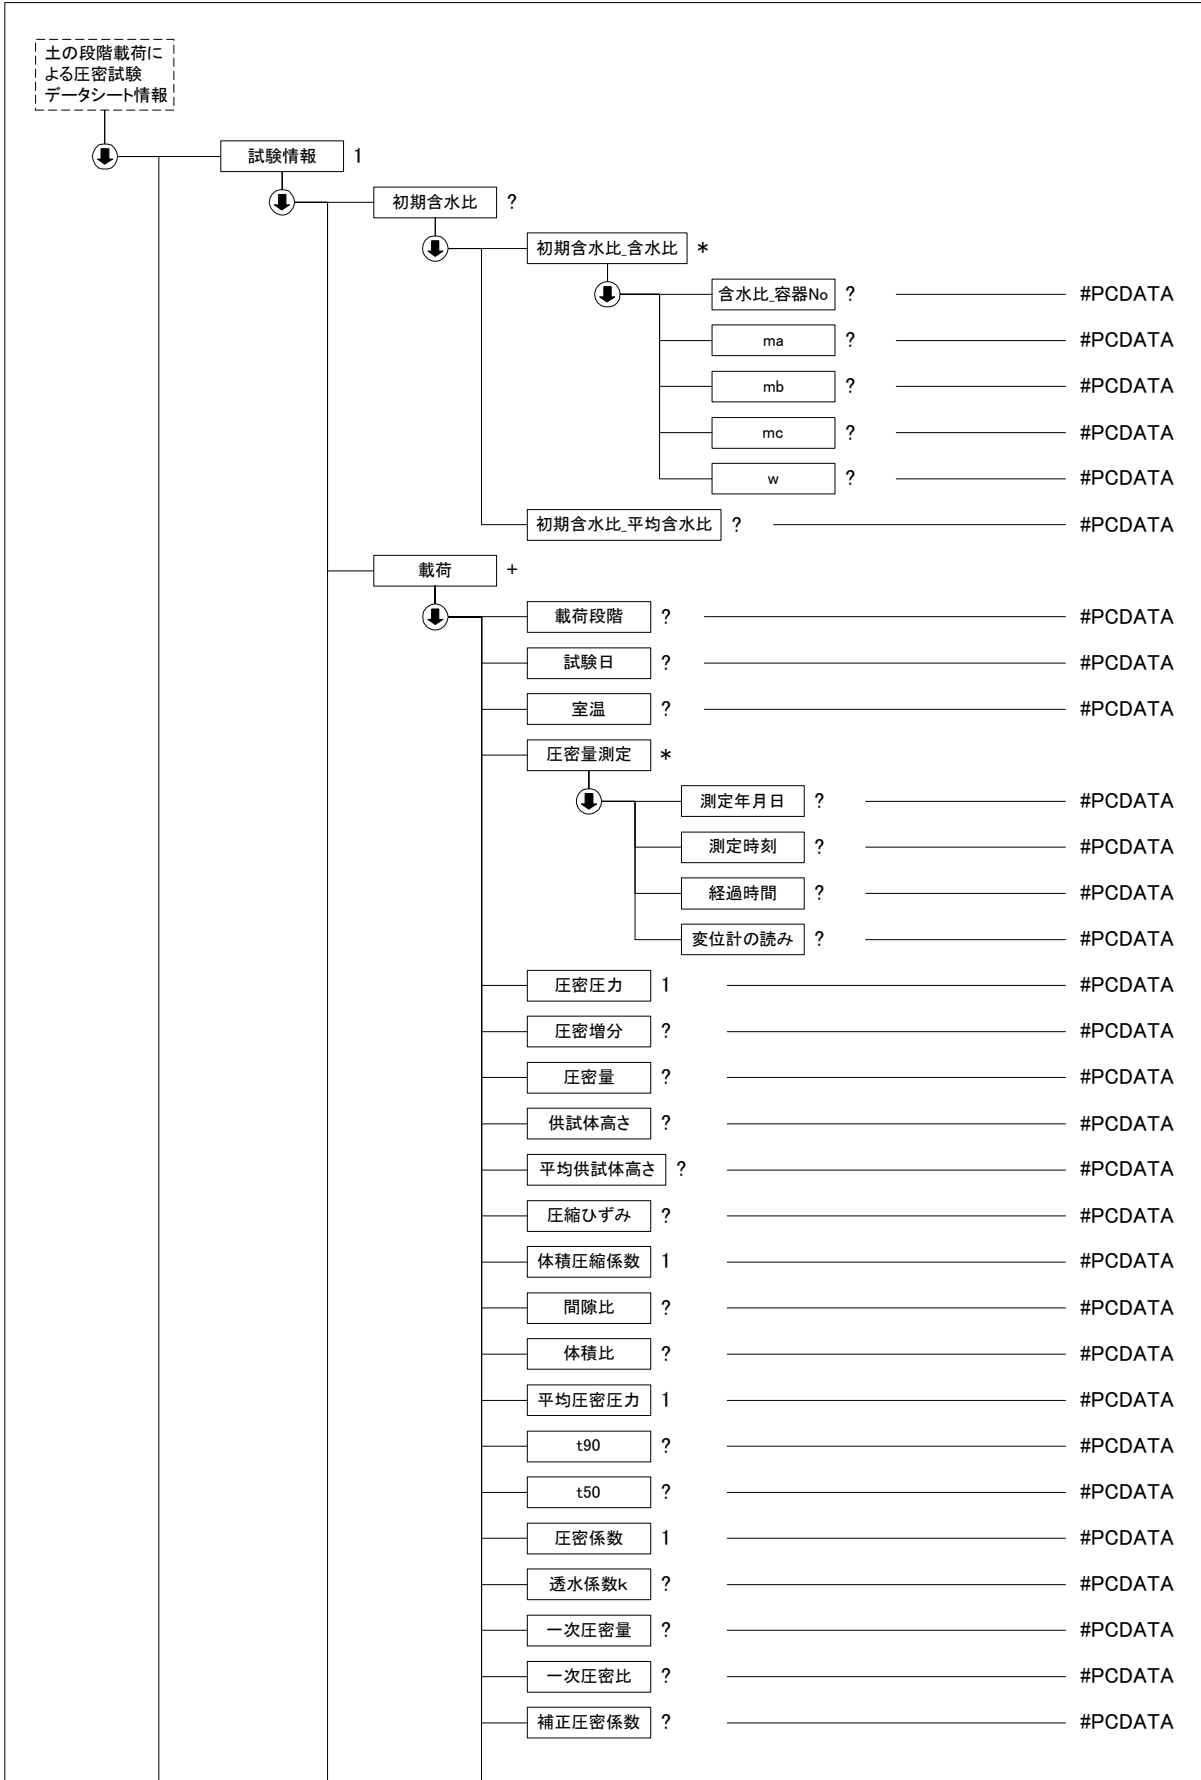 土の段階載荷に
よる圧密試験
データシート情報
試験情報 1
初期含水比 ?
初期含水比_含水比 *
含水比_容器No ? #PCDATA
ma ? #PCDATA
mb ? #PCDATA
mc ? #PCDATA
w ? #PCDATA
初期含水比_平均含水比 ? #PCDATA
載荷 +
載荷段階 ? #PCDATA
試験日 ? #PCDATA
室温 ? #PCDATA
圧密量測定 *
測定年月日 ? #PCDATA
測定時刻 ? #PCDATA
経過時間 ? #PCDATA
変位計の読み ? #PCDATA
圧密圧力 1 #PCDATA
圧密増分 ? #PCDATA
圧密量 ? #PCDATA
供試体高さ ? #PCDATA
平均供試体高さ ? #PCDATA
圧縮ひずみ ? #PCDATA
体積圧縮係数 1 #PCDATA
間隙比 ? #PCDATA
体積比 ? #PCDATA
平均圧密圧力 1 #PCDATA
t90 ? #PCDATA
t50 ? #PCDATA
圧密係数 1 #PCDATA
透水係数k ? #PCDATA
一次圧密量 ? #PCDATA
一次圧密比 ? #PCDATA
補正圧密係数 ? #PCDATA